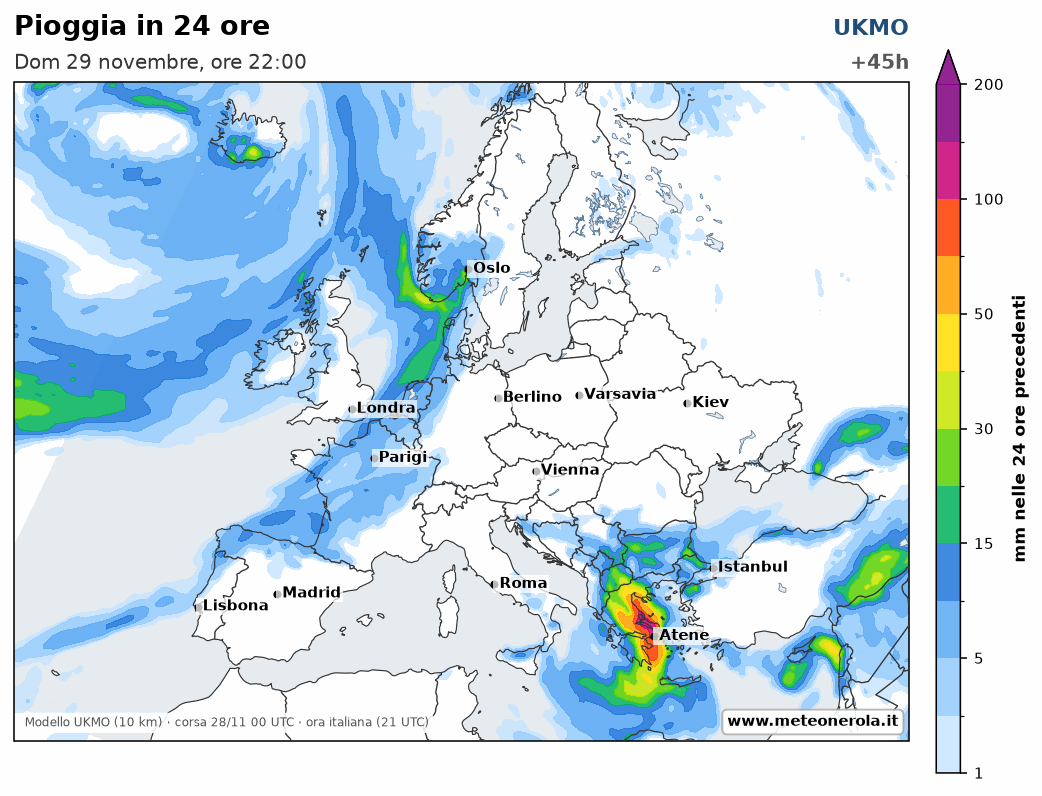 Pioggia in 24 ore
UKMO
Dom 29 novembre, ore 22:00
+45h
200
100
50
30
15
5
1
mm nelle 24 ore precedenti
Oslo
Londra
Berlino
Varsavia
Kiev
Parigi
Vienna
Istanbul
Roma
Madrid
Lisbona
Atene
Modello UKMO (10 km) · corsa 28/11 00 UTC · ora italiana (21 UTC)
www.meteonerola.it